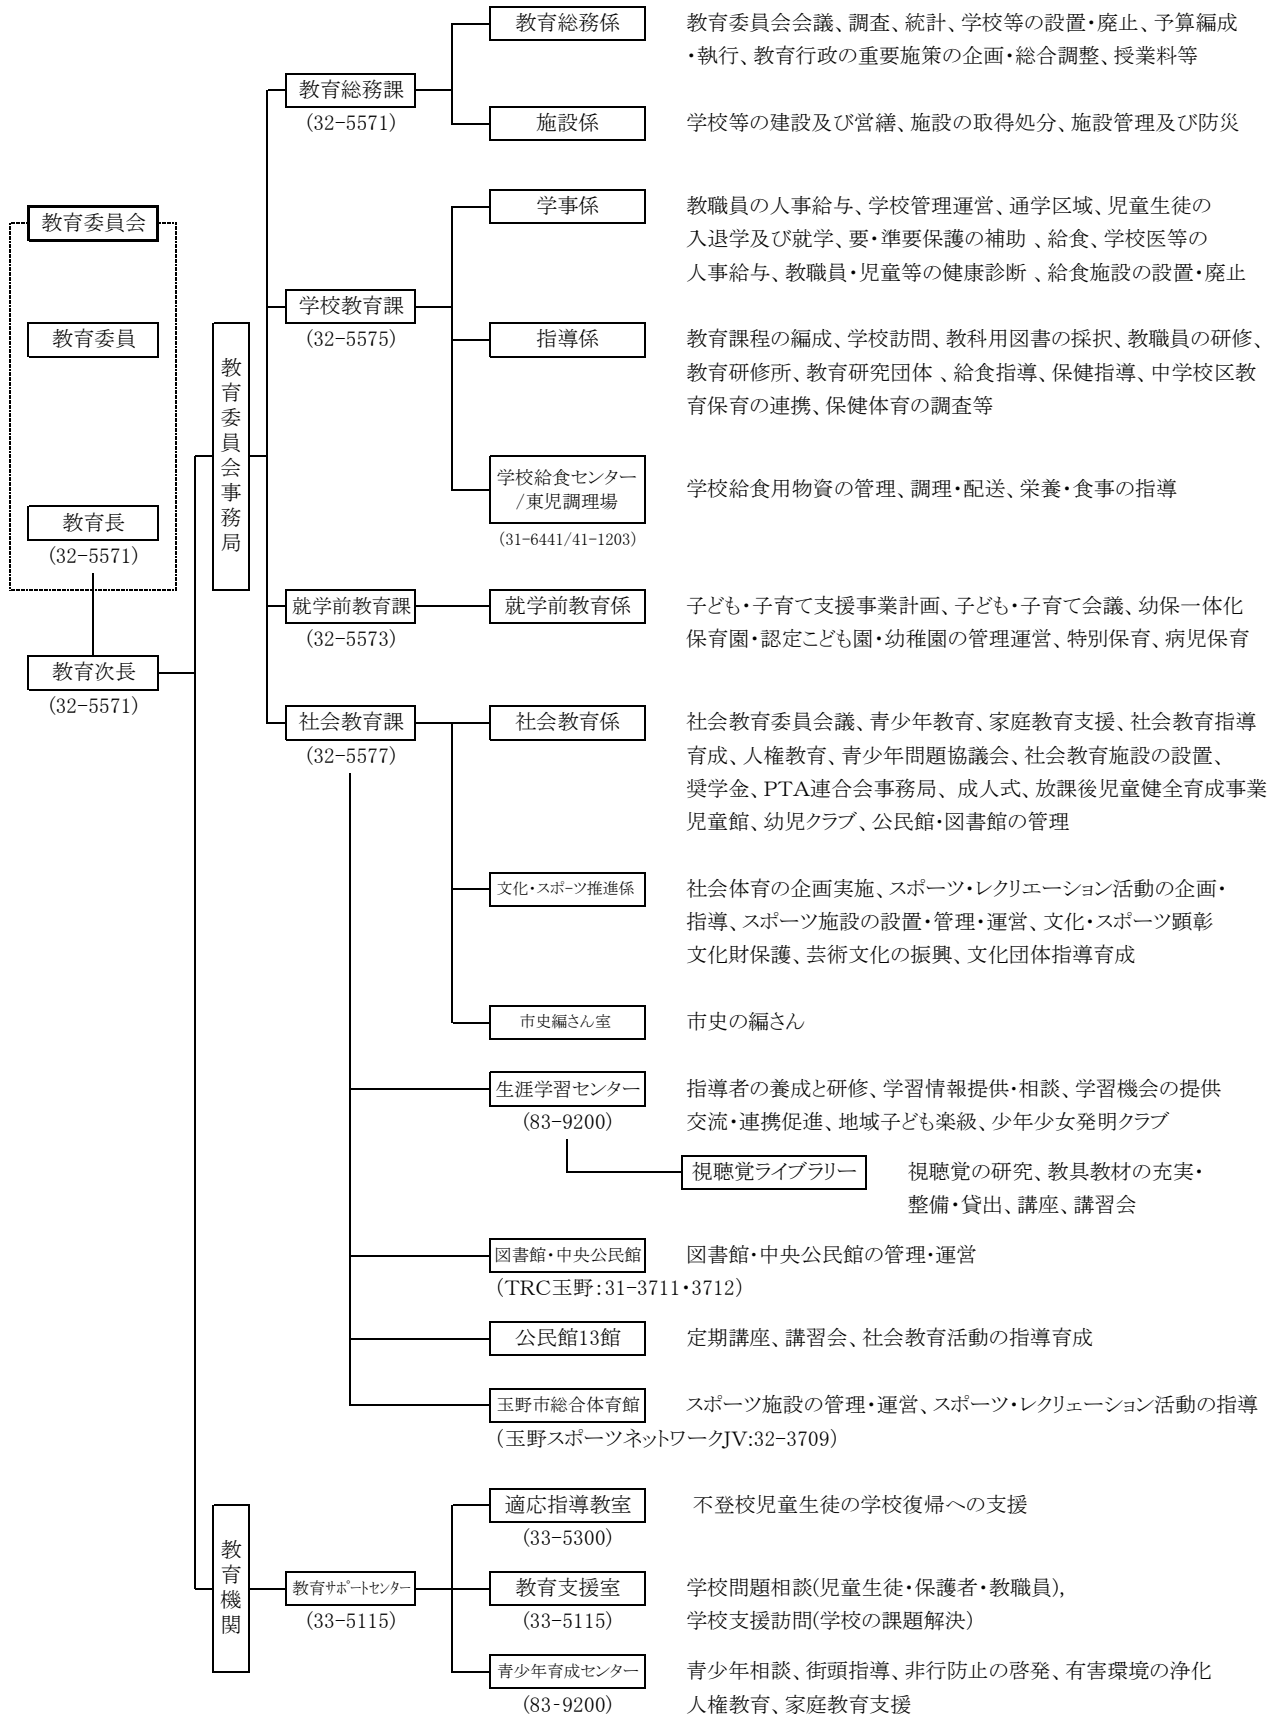 教育総務係
教育委員会会議、調査、統計、学校等の設置・廃止、予算編成
・執行、教育行政の重要施策の企画・総合調整、授業料等
教育総務課
(32-5571)
施設係
学校等の建設及び営繕、施設の取得処分、施設管理及び防災
教育委員会
教育委員
教育長
(32-5571)
教育次長
(32-5571)
教育委員会事務局
学事係
教職員の人事給与、学校管理運営、通学区域、児童生徒の
入退学及び就学、要・準要保護の補助 、給食、学校医等の
人事給与、教職員・児童等の健康診断 、給食施設の設置・廃止
学校教育課
(32-5575)
指導係
教育課程の編成、学校訪問、教科用図書の採択、教職員の研修、
教育研修所、教育研究団体 、給食指導、保健指導、中学校区教
育保育の連携、保健体育の調査等
学校給食センター
/東児調理場
(31-6441/41-1203)
学校給食用物資の管理、調理・配送、栄養・食事の指導
就学前教育課
(32-5573)
就学前教育係
子ども・子育て支援事業計画、子ども・子育て会議、幼保一体化
保育園・認定こども園・幼稚園の管理運営、特別保育、病児保育
社会教育課
(32-5577)
社会教育係
社会教育委員会議、青少年教育、家庭教育支援、社会教育指導
育成、人権教育、青少年問題協議会、社会教育施設の設置、
奨学金、PTA連合会事務局、 成人式、放課後児童健全育成事業
児童館、幼児クラブ、公民館・図書館の管理
文化・スポーツ推進係
社会体育の企画実施、スポーツ・レクリエーション活動の企画・
指導、スポーツ施設の設置・管理・運営、文化・スポーツ顕彰
文化財保護、芸術文化の振興、文化団体指導育成
市史編さん室
市史の編さん
生涯学習センター
(83-9200)
指導者の養成と研修、学習情報提供・相談、学習機会の提供
交流・連携促進、地域子ども楽級、少年少女発明クラブ
視聴覚ライブラリー
視聴覚の研究、教具教材の充実・
整備・貸出、講座、講習会
図書館・中央公民館
(TRC玉野:31-3711・3712)
図書館・中央公民館の管理・運営
公民館13館
定期講座、講習会、社会教育活動の指導育成
玉野市総合体育館
(玉野スポーツネットワークJV:32-3709)
スポーツ施設の管理・運営、スポーツ・レクリェーション活動の指導
教育機関
教育サポートセンター
(33-5115)
適応指導教室
(33-5300)
不登校児童生徒の学校復帰への支援
教育支援室
(33-5115)
学校問題相談(児童生徒・保護者・教職員),
学校支援訪問(学校の課題解決)
青少年育成センター
(83-9200)
青少年相談、街頭指導、非行防止の啓発、有害環境の浄化
人権教育、家庭教育支援